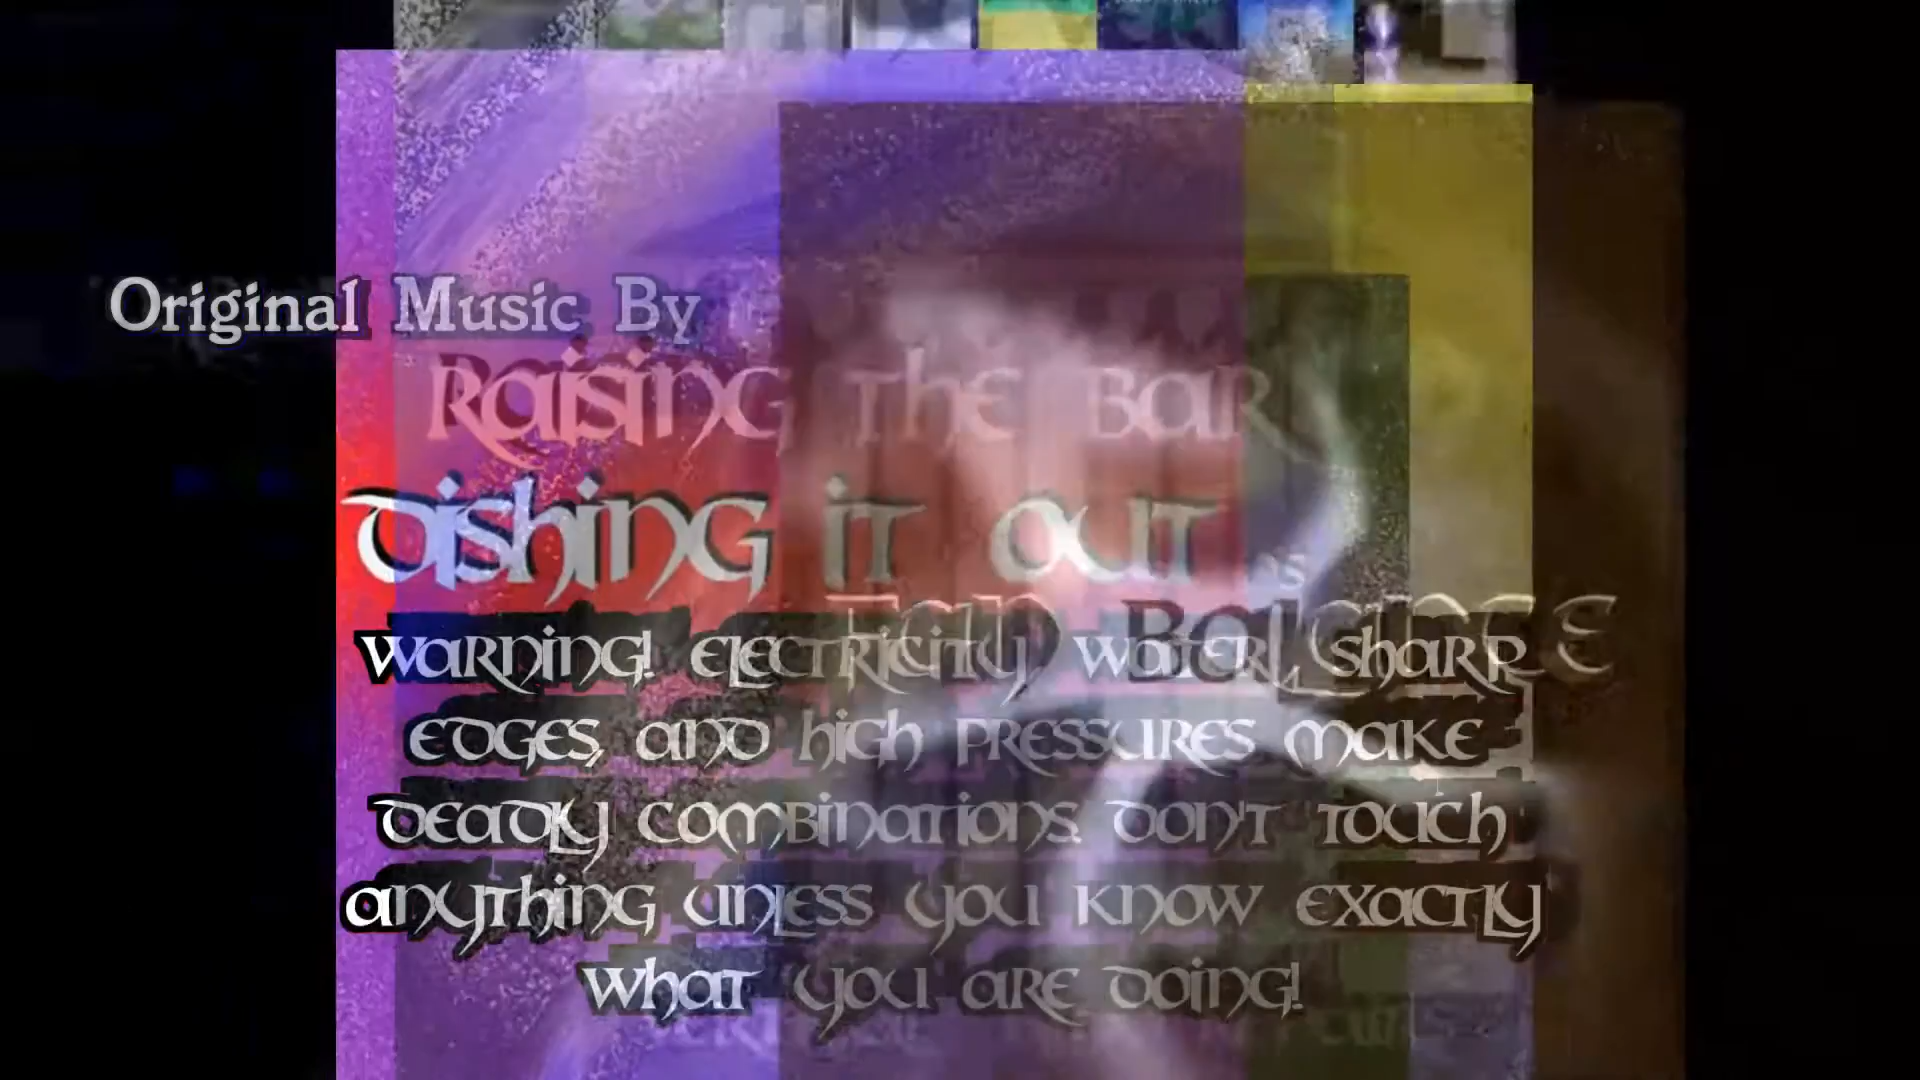 Original Music By
Raising the Bar
Dishing it Out
as
Warning! Electricity, water, sharp
edges, and high pressures make
deadly combinations. Don't touch
anything unless you know exactly
what you are doing!